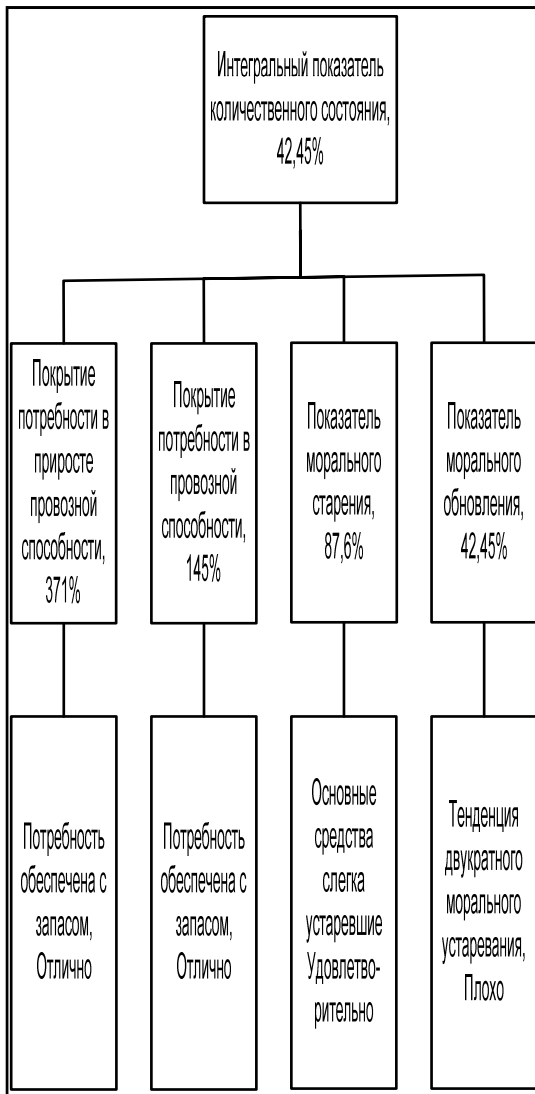 Интегральный показатель
количественного состояния,
42,45%
Покрытие
потребности в
приросте
провозной
способности,
371%
Покрытие
потребности в
провозной
способности,
145%
Показатель
морального
старения,
87,6%
Показатель
морального
обновления,
42,45%
Потребность
обеспечена с
запасом,
Отлично
Потребность
обеспечена с
запасом,
Отлично
Основные
средства
слегка
устаревшие
Удовлетво-
рительно
Тенденция
двукратного
морального
устаревания,
Плохо